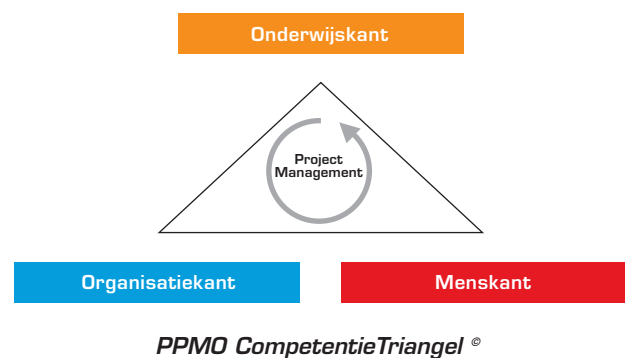 Onderwijskant
Project
Management
Organisatiekant
Menskant
PPMO CompetentieTriangel ©